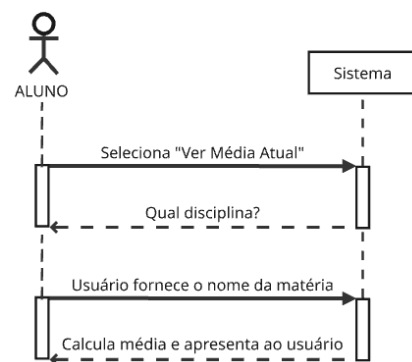 ALUNO
Sistema
Seleciona "Ver Média Atual"
Qual disciplina?
Usuário fornece o nome da matéria
Calcula média e apresenta ao usuário